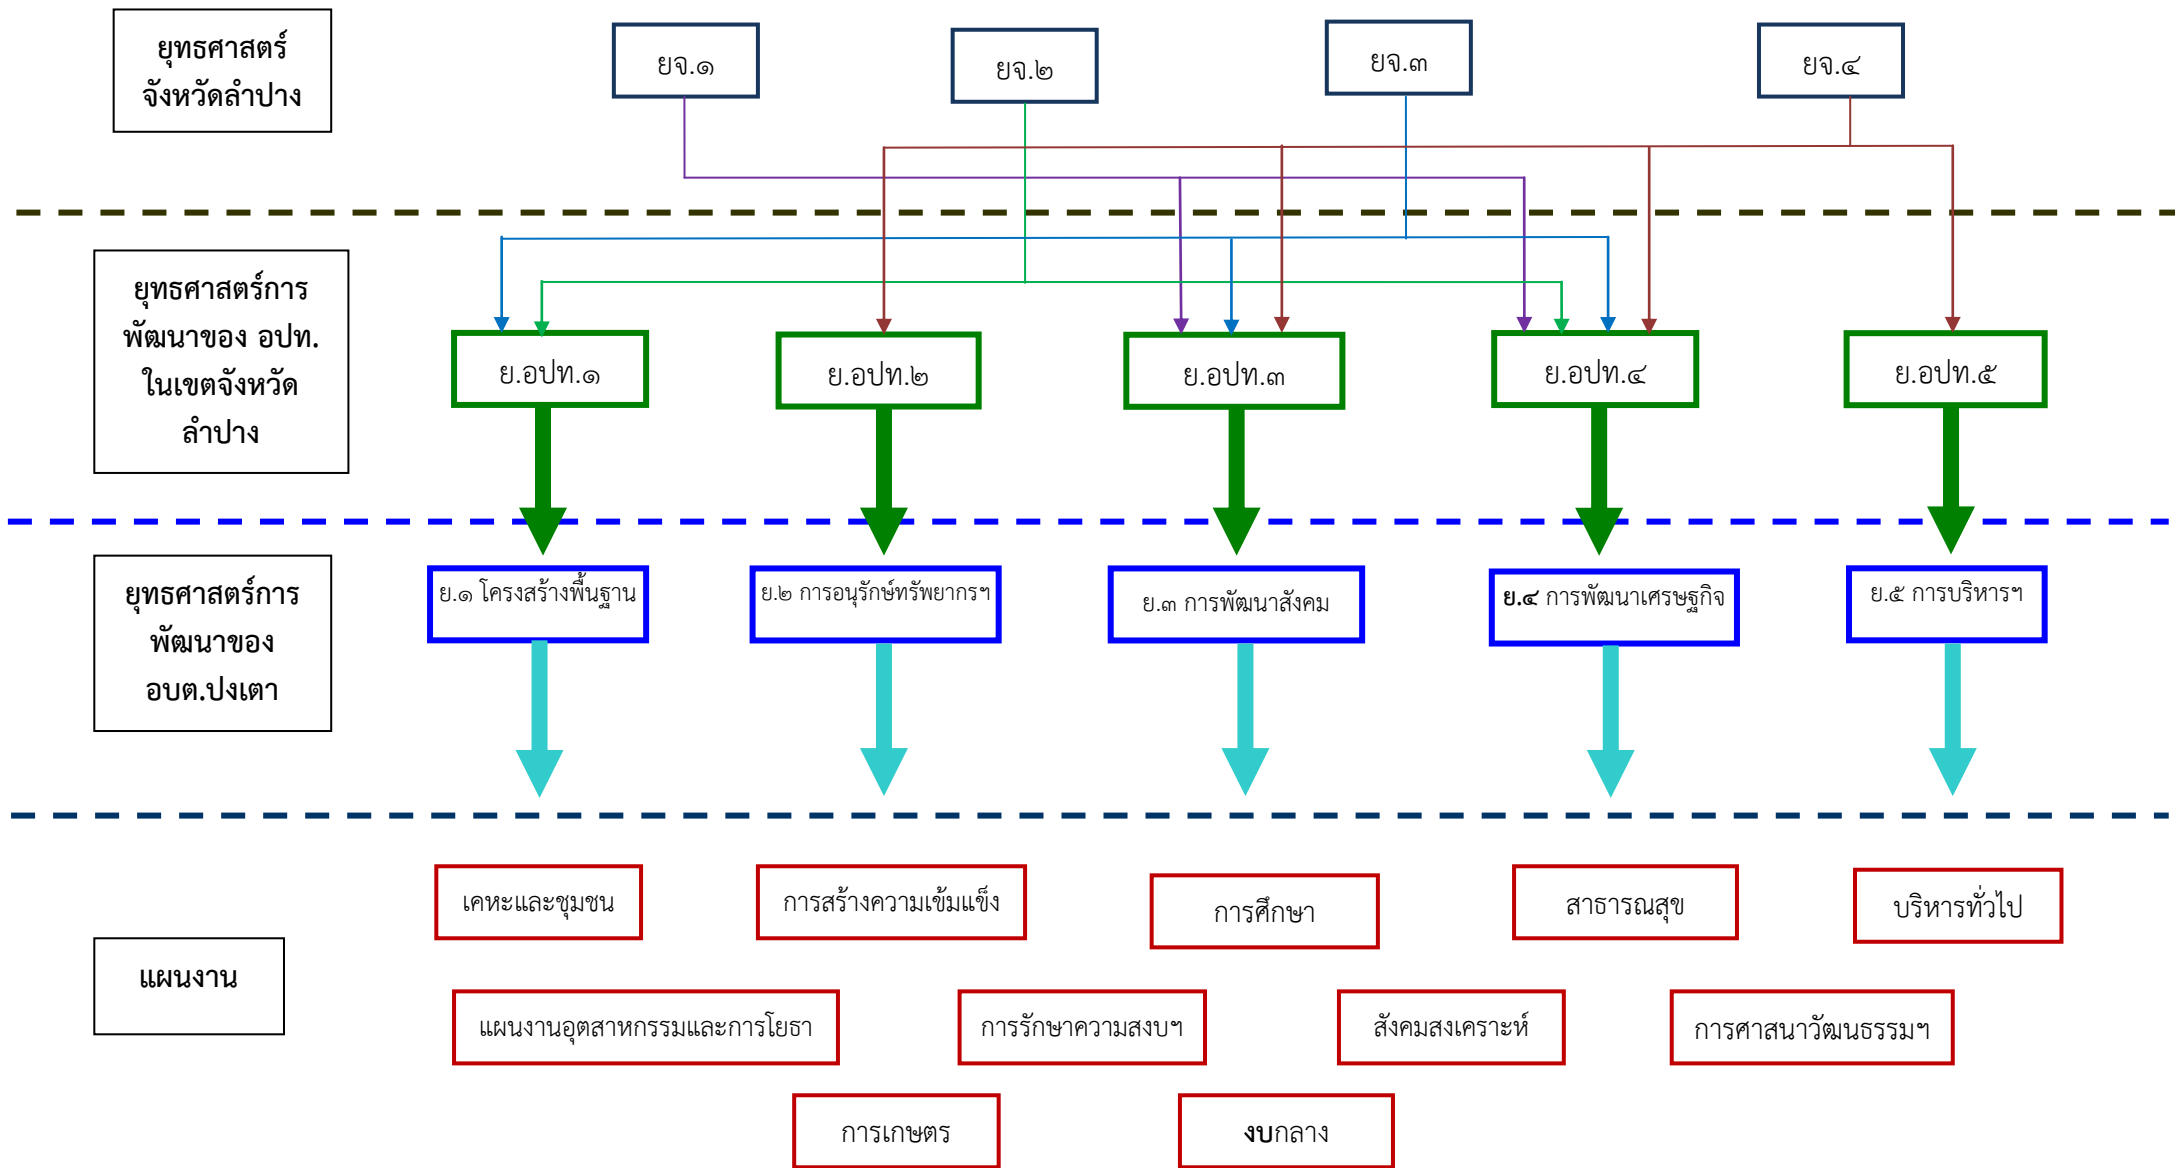 ยุทธศาสตร์
จังหวัดลำปาง
ยจ.๑
ยจ.๒
ยจ.๓
ยจ.๔
ยุทธศาสตร์การ
พัฒนาของ อปท.
ในเขตจังหวัด
ลำปาง
ย.อปท.๑
ย.อปท.๒
ย.อปท.๓
ย.อปท.๔
ย.อปท.๕
ยุทธศาสตร์การ
พัฒนาของ
อบต.ปงเตา
ย.๑ โครงสร้างพื้นฐาน
ย.๒ การอนุรักษ์ทรัพยากรฯ
ย.๓ การพัฒนาสังคม
ย.๔ การพัฒนาเศรษฐกิจ
ย.๕ การบริหารฯ
แผนงาน
เคหะและชุมชน
การสร้างความเข้มแข็ง
การศึกษา
สาธารณสุข
บริหารทั่วไป
แผนงานอุตสาหกรรมและการโยธา
การรักษาความสงบฯ
สังคมสงเคราะห์
การศาสนาวัฒนธรรมฯ
การเกษตร
งบกลาง